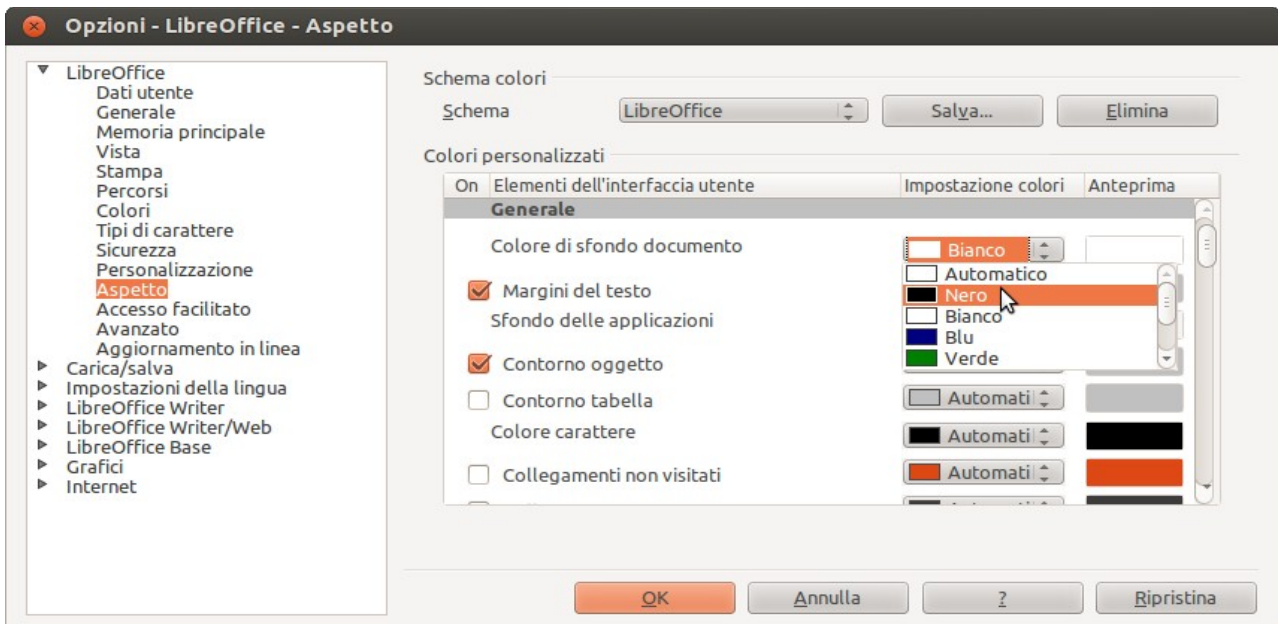 Opzioni - LibreOffice - Aspetto
LibreOffice
Dati utente
Generale
Memoria principale
Vista
Stampa
Percorsi
Colori
Tipi di carattere
Sicurezza
Personalizzazione
Aspetto
Accesso facilitato
Avanzato
Aggiornamento in linea
Carica/salva
Impostazioni della lingua
LibreOffice Writer
LibreOffice Writer/Web
LibreOffice Base
Grafici
Internet
Schema colori
Schema LibreOffice Salva... Elimina
Colori personalizzati
On Elementi dell'interfaccia utente Impostazione colori Anteprima
Generale
Colore di sfondo documento Bianco
Automatico
Margini del testo Nero
Sfondo delle applicazioni Bianco
Blu
Contorno oggetto Verde
Contorno tabella Automati
Colore carattere Automati
Collegamenti non visitati Automati
OK Annulla ? Ripristina